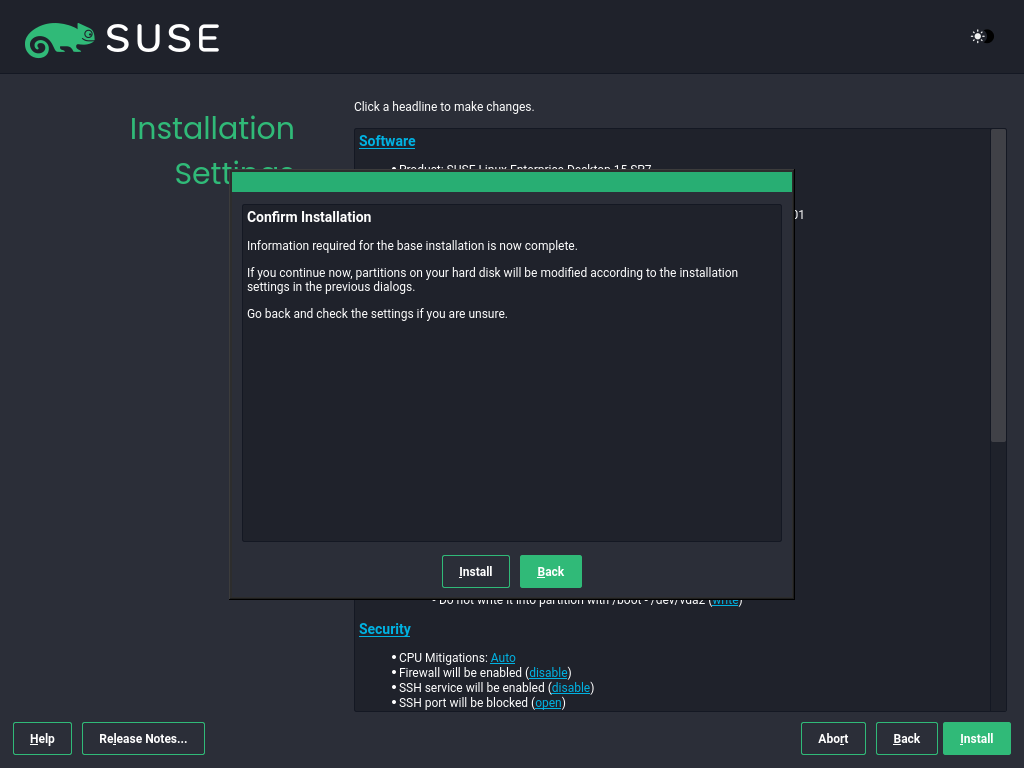 SUSE
Installation
Click a headline to make changes.
Software
Product: SUSE Linux Enterprise Desktop 15 SP7
01
Confirm Installation
Information required for the base installation is now complete.
If you continue now, partitions on your hard disk will be modified according to the installation
settings in the previous dialogs.
Go back and check the settings if you are unsure.
Install
Back
- Do not write it into partition with /boot - /dev/vda2 (write)
Security
• CPU Mitigations: Auto
• Firewall will be enabled (disable)
• SSH service will be enabled (disable)
• SSH port will be blocked (open)
Help
Release Notes...
Abort
Back
Install